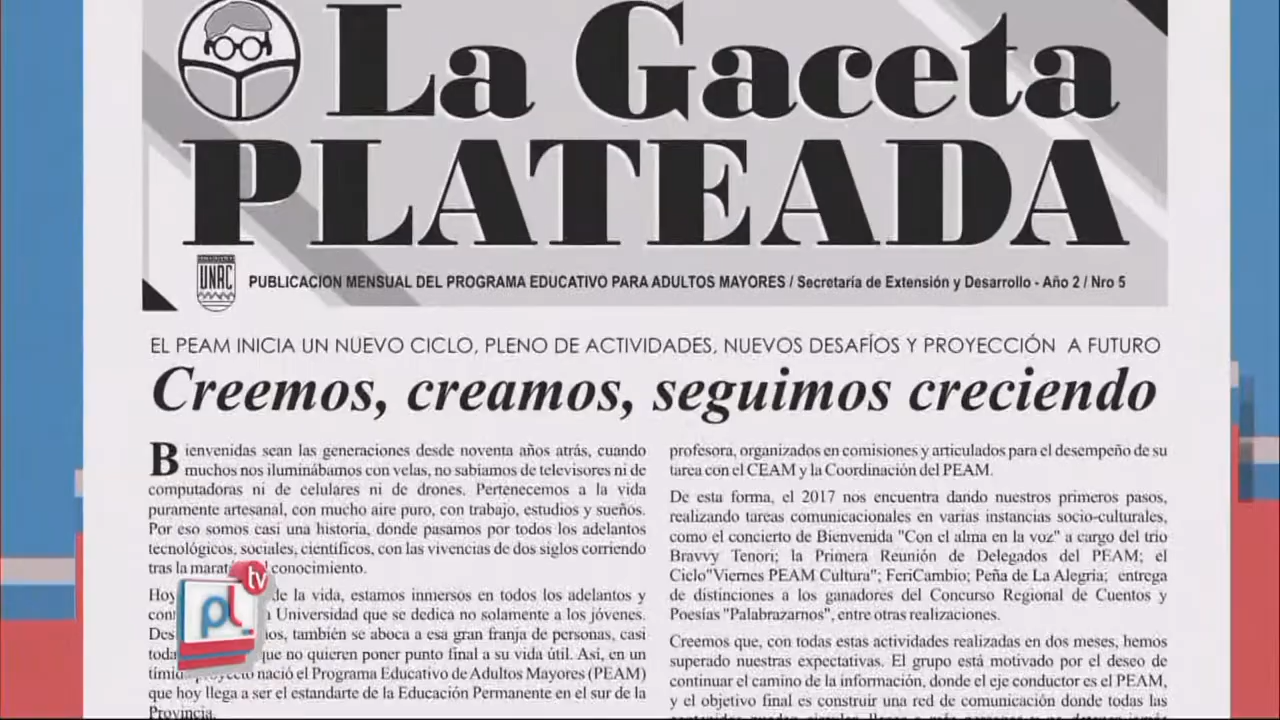 La Gaceta
PLATEADA
UNRC
PUBLICACION MENSUAL DEL PROGRAMA EDUCATIVO PARA ADULTOS MAYORES / Secretaría de Extensión y Desarrollo - Año 2 / Nro 5
EL PEAM INICIA UN NUEVO CICLO, PLENO DE ACTIVIDADES, NUEVOS DESAFÍOS Y PROYECCIÓN A FUTURO
Creemos, creamos, seguimos creciendo
Bienvenidas sean las generaciones desde noventa años atrás, cuando
muchos nos iluminábamos con velas, no sabíamos de televisores ni de
computadoras ni de celulares ni de drones. Pertenecemos a la vida
puramente artesanal, con mucho aire puro, con trabajo, estudios y sueños.
Por eso somos casi una historia, donde pasamos por todos los adelantos
tecnológicos, sociales, científicos, con las vivencias de dos siglos corriendo
tras la conocimiento.
Hoy de la vida, estamos inmersos en todos los adelantos y
Universidad que se dedica no solamente a los jóvenes.
también se aboca a esa gran franja de personas, casi
que no quieren poner punto final a su vida útil. Así, en un
nació el Programa Educativo de Adultos Mayores (PEAM)
que hoy llega a ser el estandarte de la Educación Permanente en el sur de la
Provincia.
profesora, organizados en comisiones y articulados para el desempeño de su
tarea con el CEAM y la Coordinación del PEAM.
De esta forma, el 2017 nos encuentra dando nuestros primeros pasos,
realizando tareas comunicacionales en varias instancias socio-culturales,
como el concierto de Bienvenida "Con el alma en la voz" a cargo del trío
Bravvy Tenori; la Primera Reunión de Delegados del PEAM; el
Ciclo"Viernes PEAM Cultura"; FeriCambio; Peña de La Alegría; entrega
de distinciones a los ganadores del Concurso Regional de Cuentos y
Poesías "Palabrazarnos", entre otras realizaciones.
Creemos que, con todas estas actividades realizadas en dos meses, hemos
superado nuestras expectativas. El grupo está motivado por el deseo de
continuar el camino de la información, donde el eje conductor es el PEAM,
y el objetivo final es construir una red de comunicación donde todas las
pl tv